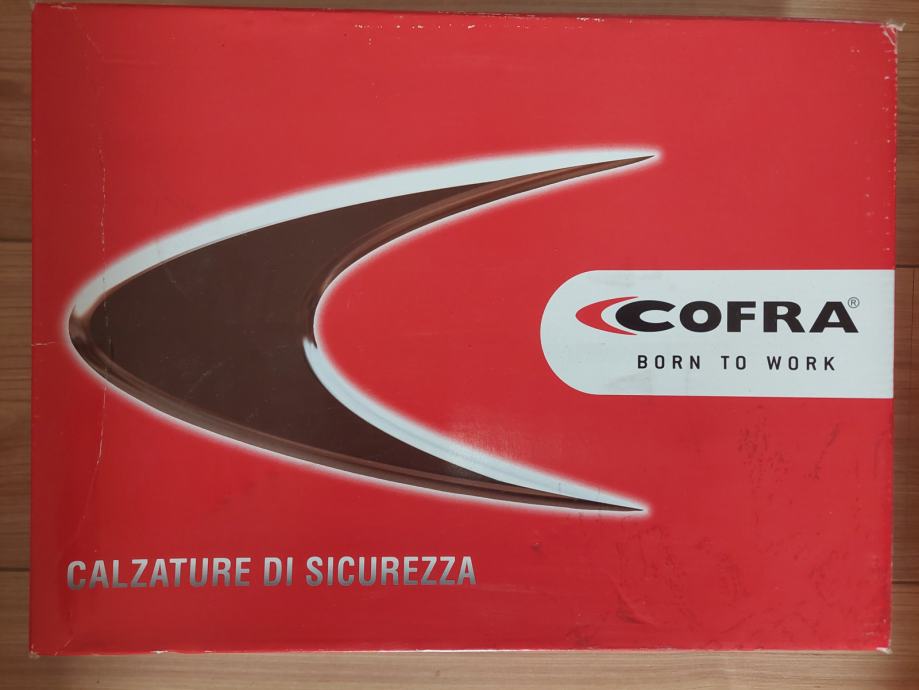 COFRA®
BORN TO WORK
CALZATURE DI SICUREZZA